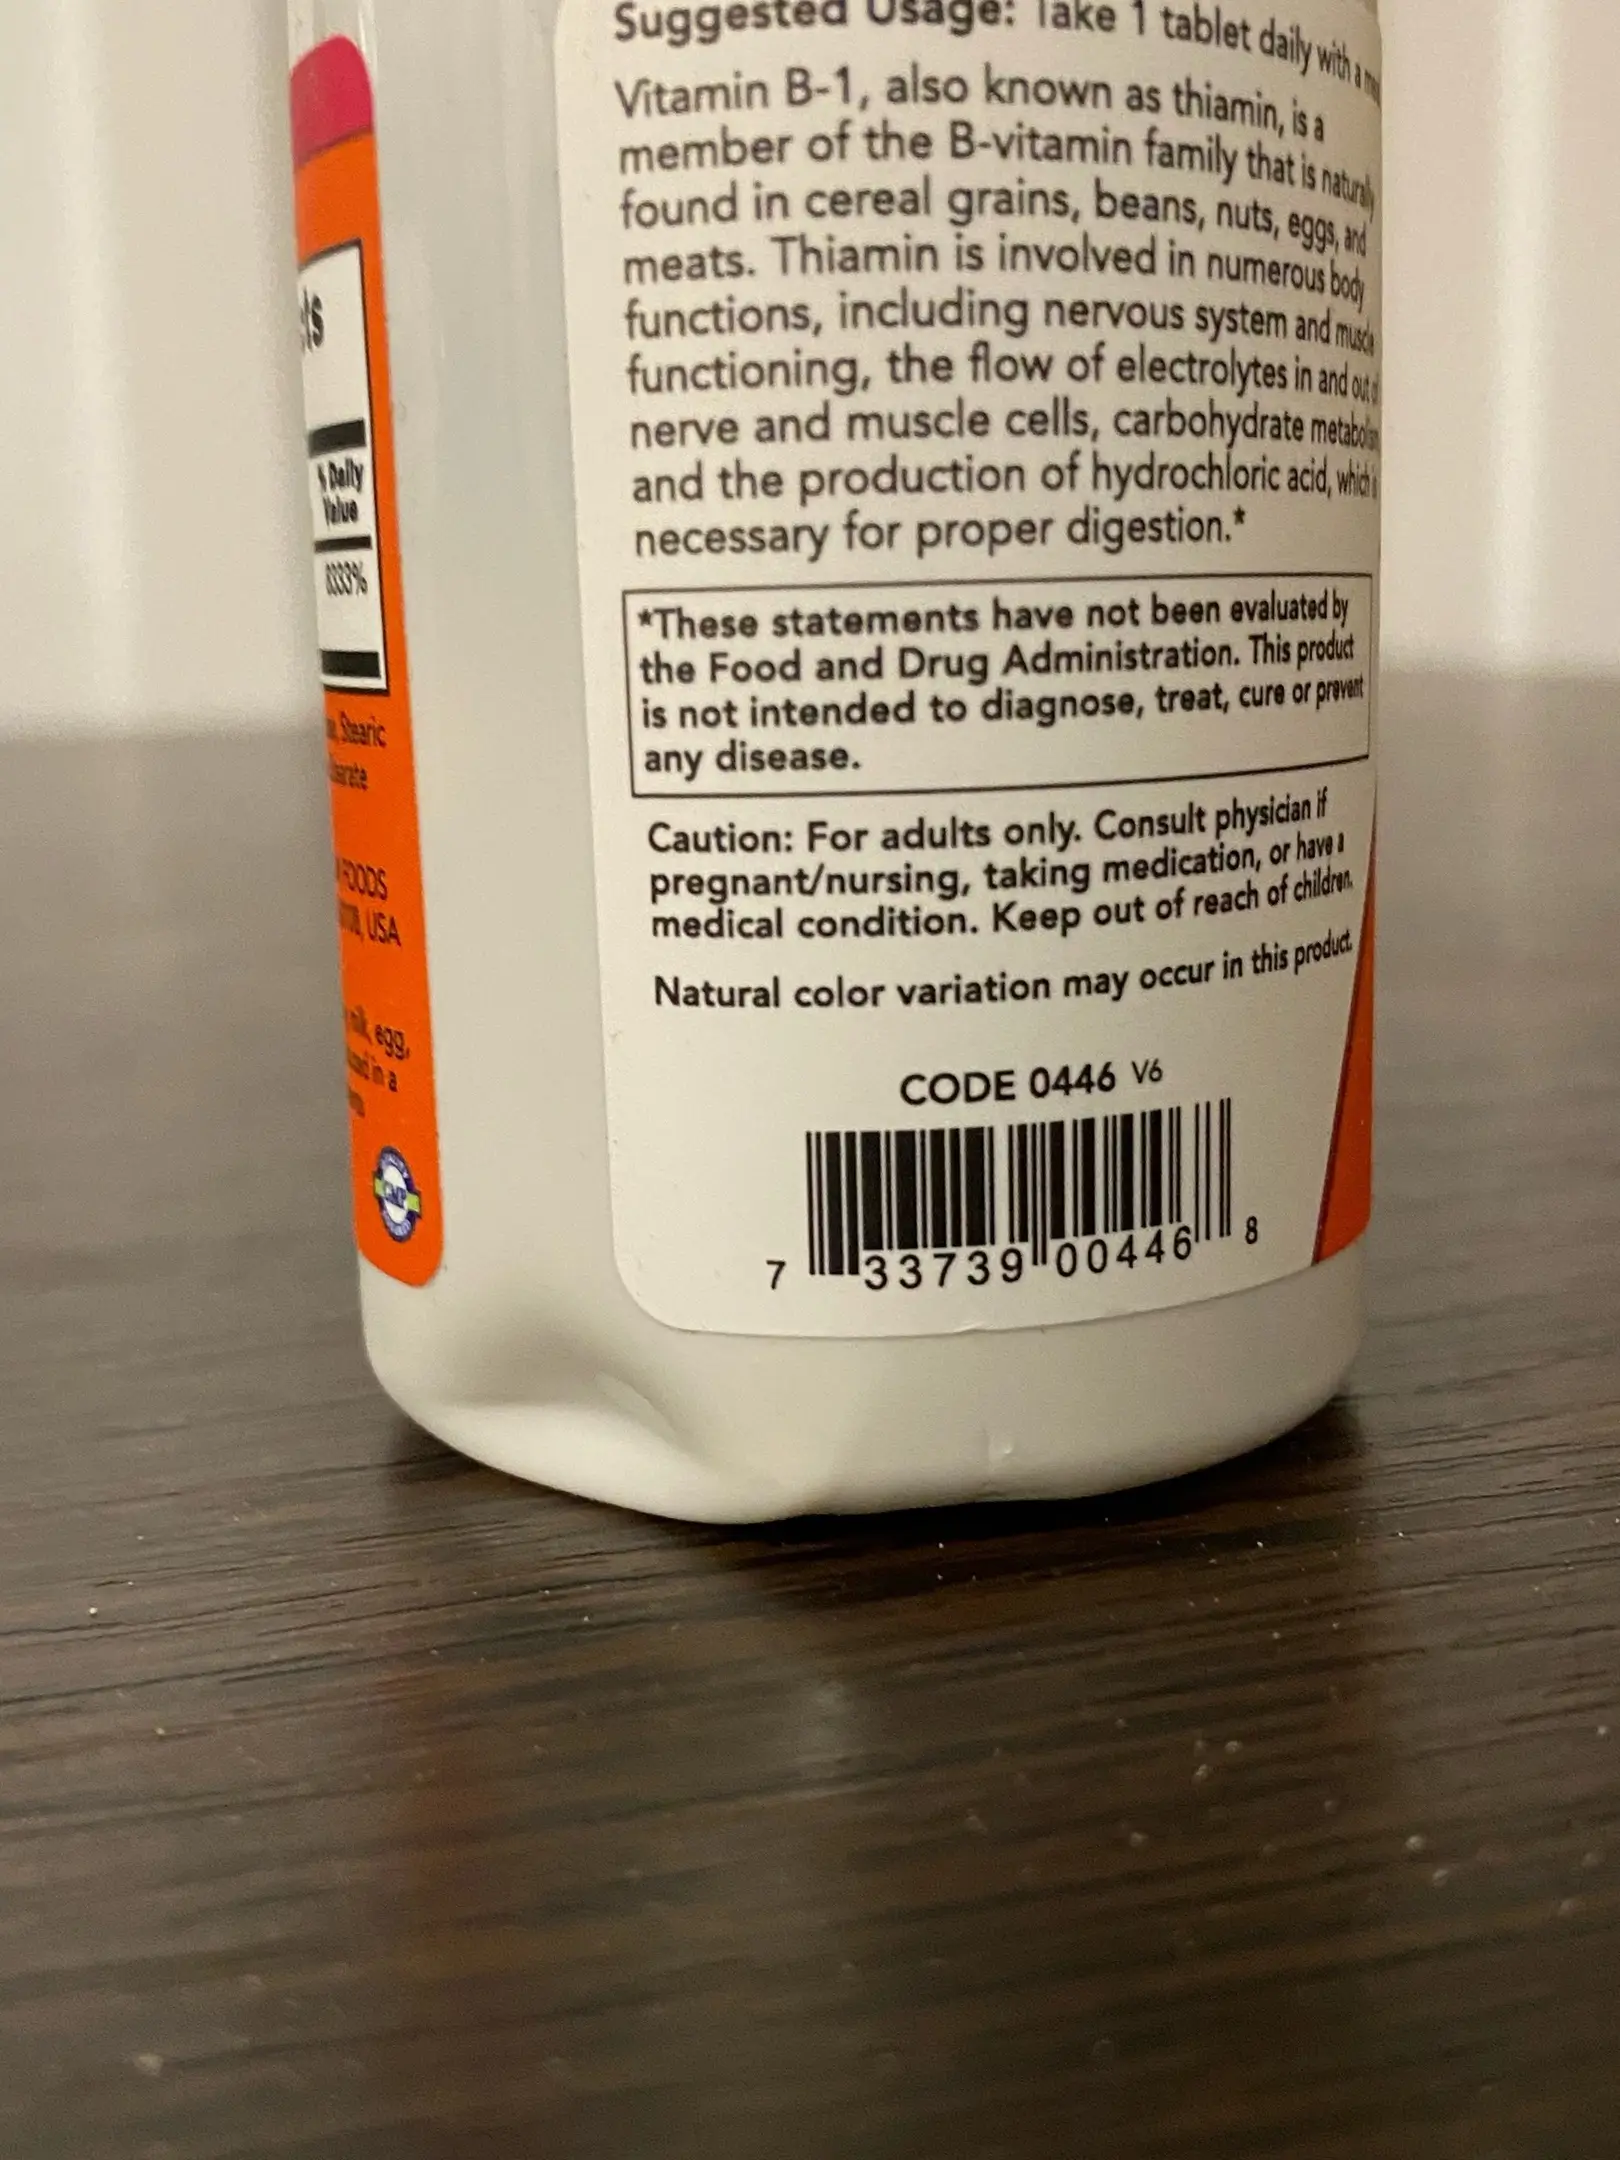 Suggested Usage: Take 1 tablet daily with a
Vitamin B-1, also known as thiamin, is a
member of the B-vitamin family that is naturally
found in cereal grains, beans, nuts, eggs, and
meats. Thiamin is involved in numerous body
functions, including nervous system and muscle
functioning, the flow of electrolytes in and out of
nerve and muscle cells, carbohydrate
and the production of hydrochloric acid, which is
necessary for proper digestion.*
*These statements have not been evaluated by
the Food and Drug Administration. This product
is not intended to diagnose, treat, cure or prevent
any disease.
Caution: For adults only. Consult physician if
pregnant/nursing, taking medication, or have a
medical condition. Keep out of reach of children.
Natural color variation may occur in this product.
CODE 0446 V6
7 33739 00446 8
% Daily
Value
8333%
Stearic
FOODS
USA
egg,
in a
GMP